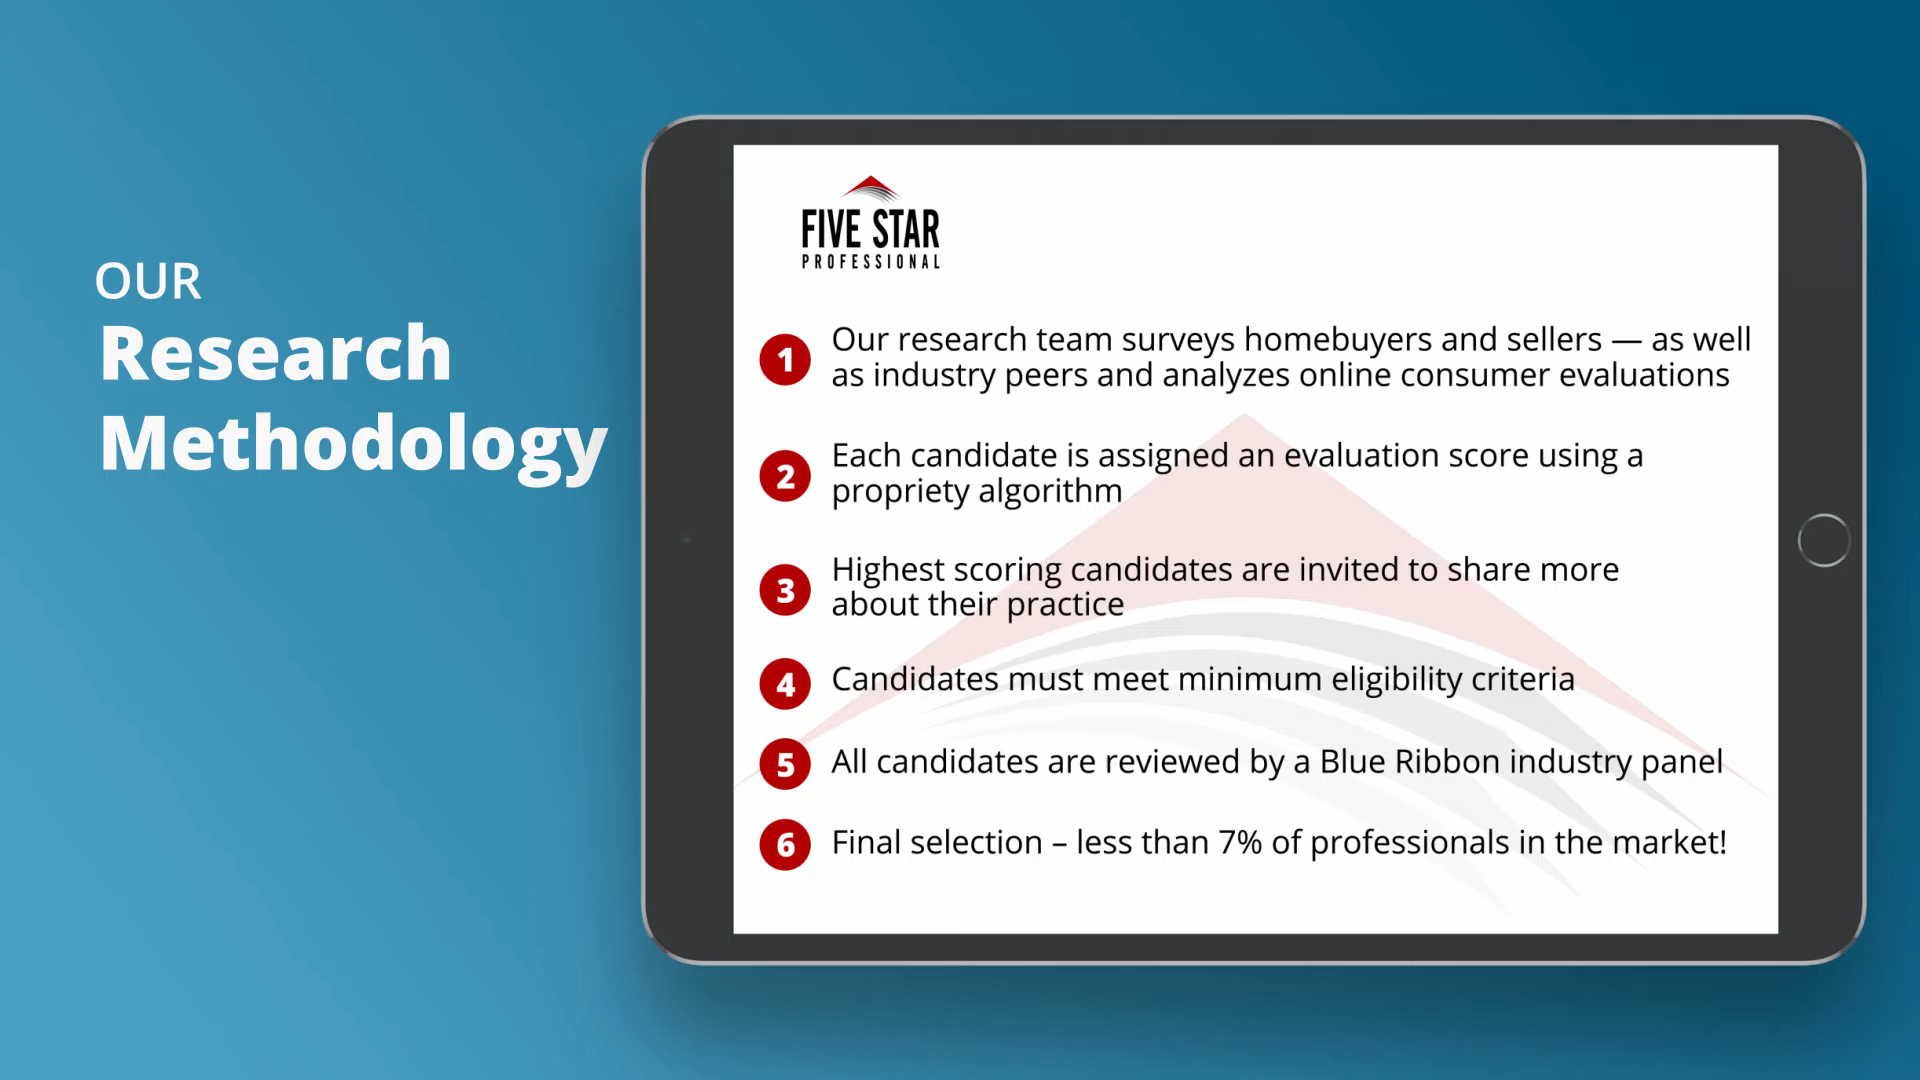 OUR
Research
Methodology
FIVE STAR
PROFESSIONAL
1 Our research team surveys homebuyers and sellers — as well
as industry peers and analyzes online consumer evaluations
2 Each candidate is assigned an evaluation score using a
propriety algorithm
3 Highest scoring candidates are invited to share more
about their practice
4 Candidates must meet minimum eligibility criteria
5 All candidates are reviewed by a Blue Ribbon industry panel
6 Final selection – less than 7% of professionals in the market!